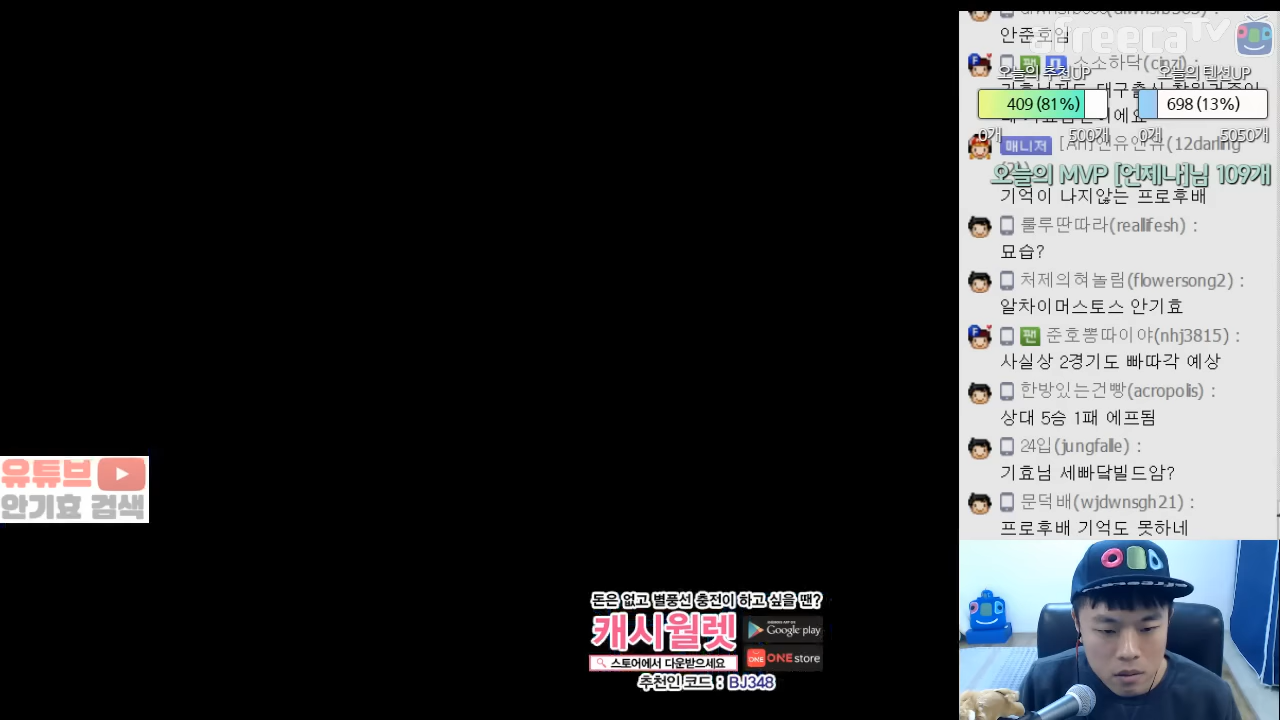 안준호임
afreecaTV
소소하닥(cinzi) :
오늘의 추천UP
오늘의 텐션UP
409 (81%)
698 (13%)
0개
500개
0개
5050개
매니저
오늘의 MVP [언제나]님 109개
기억이 나지않는 프로후배
룰루딴따라(reallifesh) :
묘습?
처제의혀놀림(flowersong2) :
알차이머스토스 안기효
팬 준호뽕따이야(nhj3815) :
사실상 2경기도 빠따각 예상
한방있는건빵(acropolis) :
상대 5승 1패 에프됨
24입(jungfalle) :
기효님 세빠닼빌드암?
문덕배(wjdwnsgh21) :
프로후배 기억도 못하네
유튜브
안기효 검색
돈은 없고 별풍선 충전이 하고 싶을 땐?
캐시월렛
Google play
ONE ONE store
스토어에서 다운받으세요
추천인 코드 : BJ348